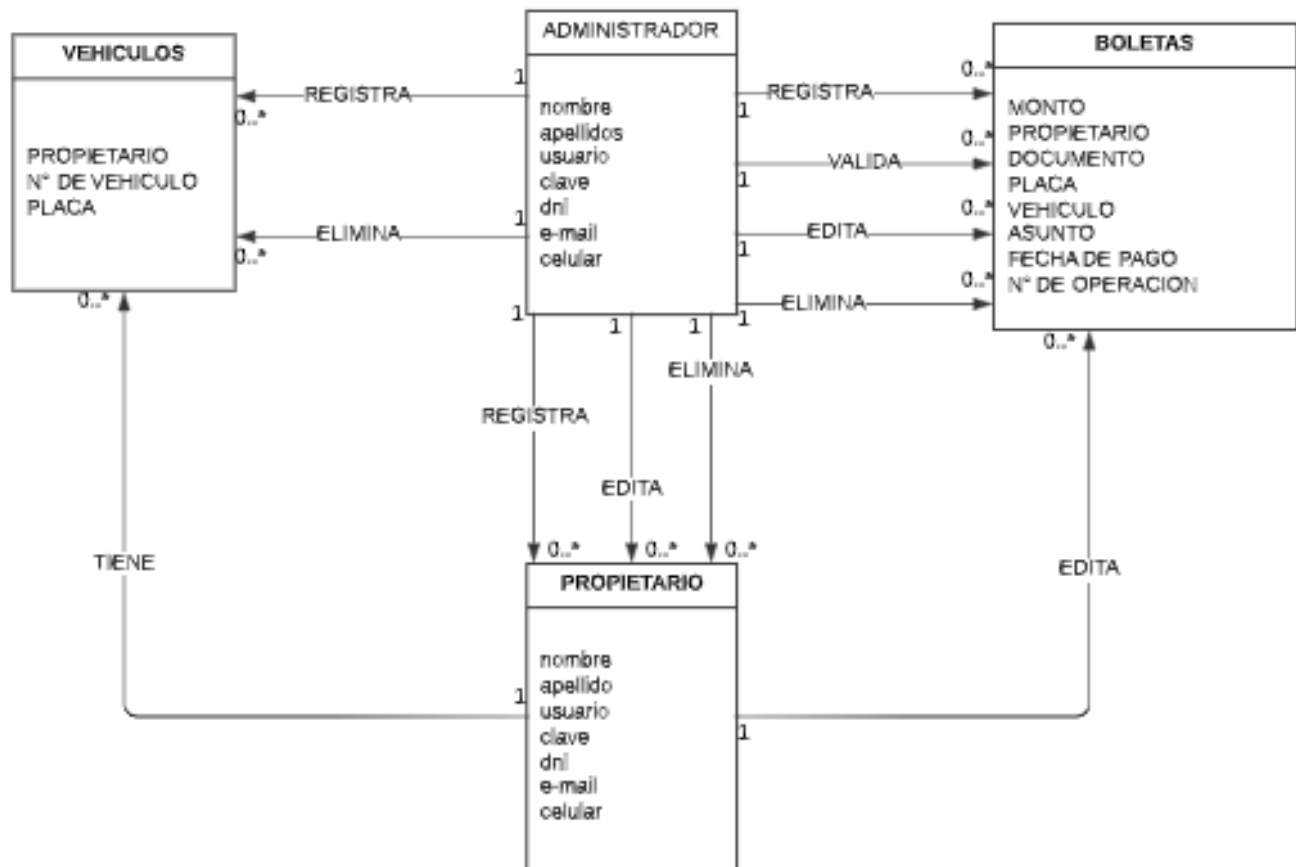 VEHICULOS
PROPIETARIO
N° DE VEHICULO
PLACA
ADMINISTRADOR
nombre
apellidos
usuario
clave
dni
e-mail
celular
BOLETAS
MONTO
PROPIETARIO
DOCUMENTO
PLACA
VEHICULO
ASUNTO
FECHA DE PAGO
N° DE OPERACION
1
REGISTRA
0..*
1
ELIMINA
0..*
0..*
REGISTRA
1
0..*
VALIDA
1
0..*
EDITA
1
0..*
ELIMINA
1
0..*
1
1
1
0..*
ELIMINA
REGISTRA
EDITA
0..*
0..*
0..*
TIENE
EDITA
PROPIETARIO
nombre
apellido
usuario
clave
dni
e-mail
celular
1
1